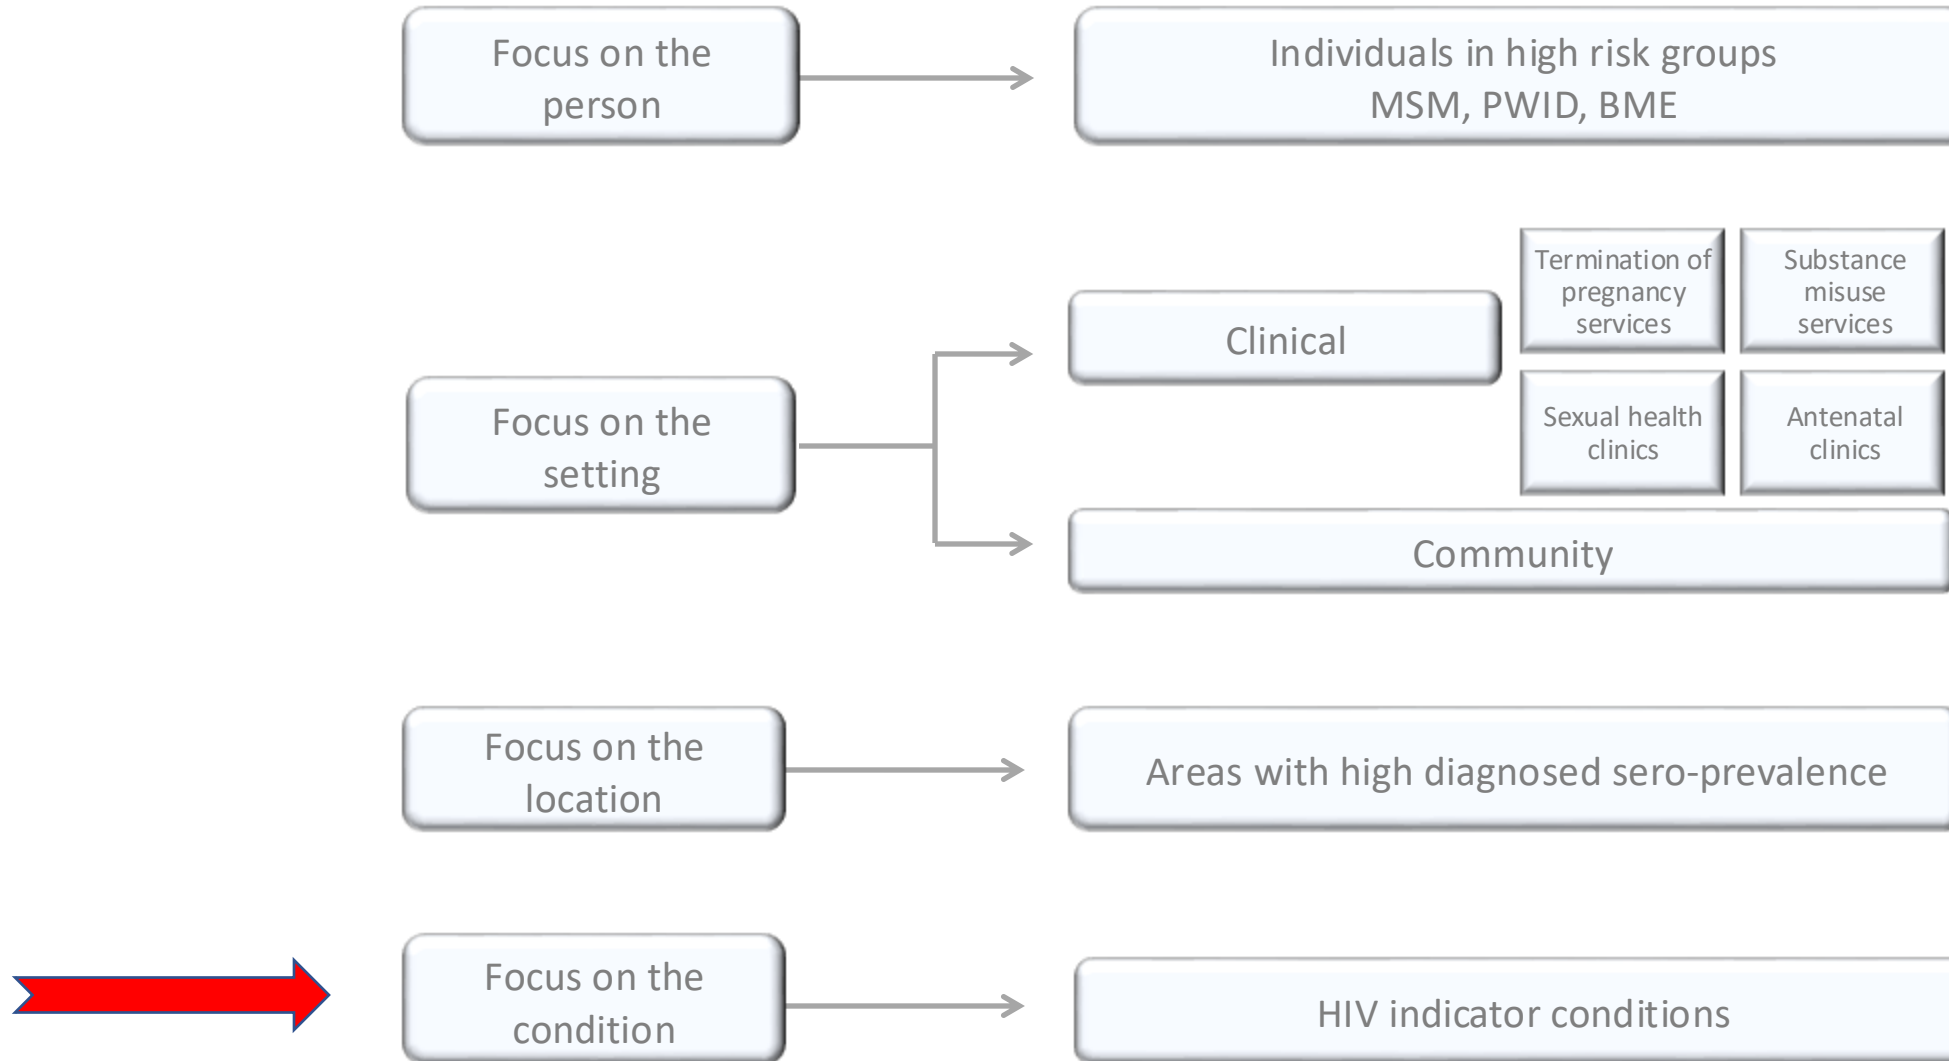 Focus on the
person
Individuals in high risk groups
MSM, PWID, BME
Focus on the
setting
Clinical
Termination of
pregnancy
services
Substance
misuse
services
Sexual health
clinics
Antenatal
clinics
Community
Focus on the
location
Areas with high diagnosed sero-prevalence
Focus on the
condition
HIV indicator conditions